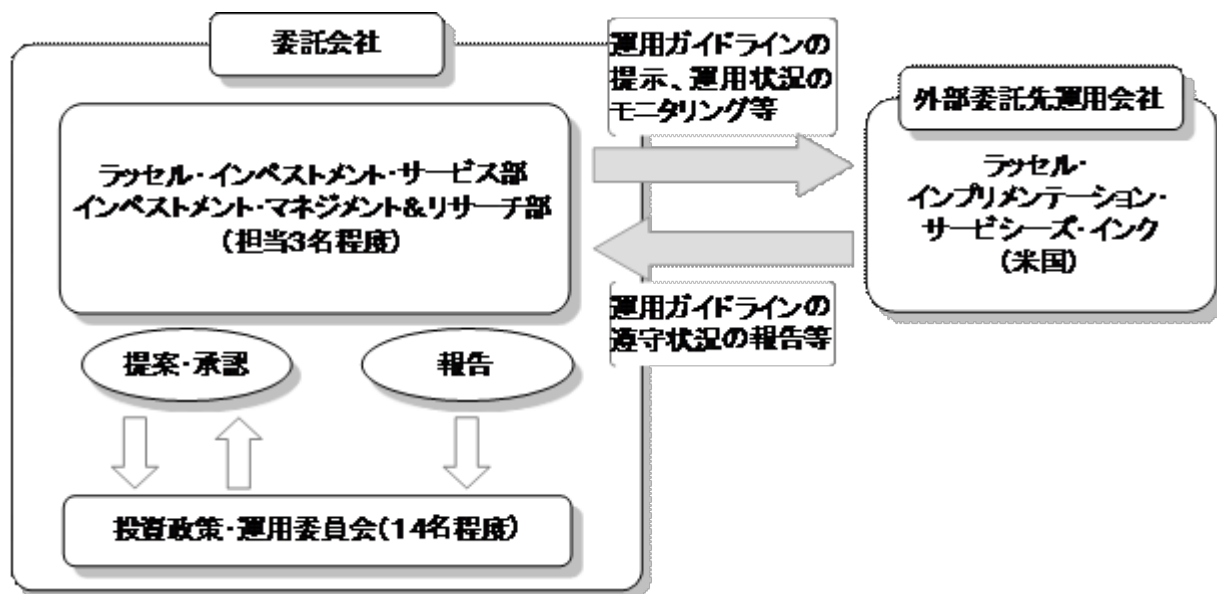 委託会社
ラッセル・インベストメント・サービス部
インベストメント・マネジメント&リサーチ部
(担当3名程度)
提案・承認
報告
投資政策・運用委員会(14名程度)
運用ガイドラインの
提示、運用状況の
モニタリング等
運用ガイドラインの
遵守状況の報告等
外部委託先運用会社
ラッセル・
インプリメンテーション・
サービシーズ・インク
(米国)